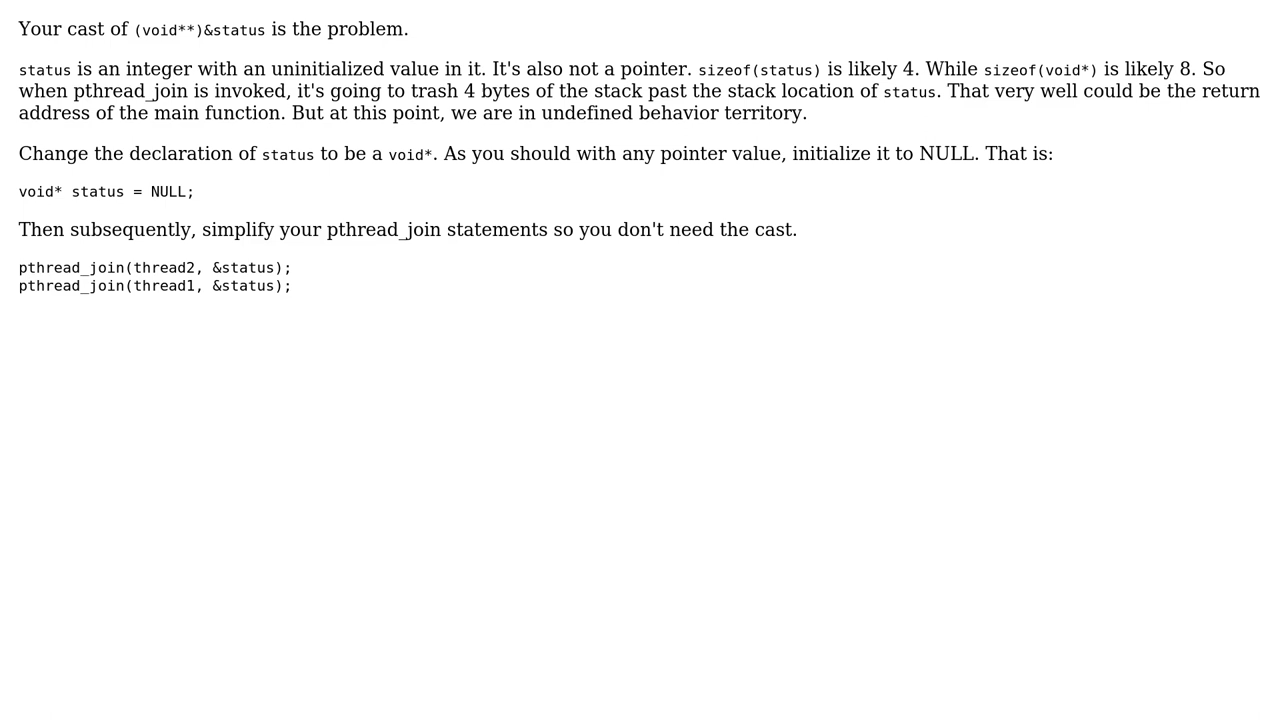 Your cast of (void**)&status is the problem.
status is an integer with an uninitialized value in it. It's also not a pointer. sizeof(status) is likely 4. While sizeof(void*) is likely 8. So
when pthread_join is invoked, it's going to trash 4 bytes of the stack past the stack location of status. That very well could be the return
address of the main function. But at this point, we are in undefined behavior territory.
Change the declaration of status to be a void*. As you should with any pointer value, initialize it to NULL. That is:
void* status = NULL;
Then subsequently, simplify your pthread_join statements so you don't need the cast.
pthread_join(thread2, &status);
pthread_join(thread1, &status);